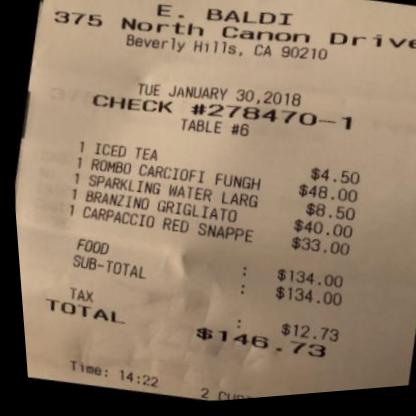 E. BALDI
375 North Canon Drive
Beverly Hills, CA 90210
TUE JANUARY 30,2018
CHECK #278470-1
TABLE #6
1 ICED TEA $4.50
1 ROMBO CARCIOFI FUNGH $48.00
1 SPARKLING WATER LARG $8.50
1 BRANZINO GRIGLIATO $40.00
1 CARPACCIO RED SNAPPE $33.00
FOOD : $134.00
SUB-TOTAL : $134.00
TAX : $12.73
TOTAL $146.73
Time: 14:22 2